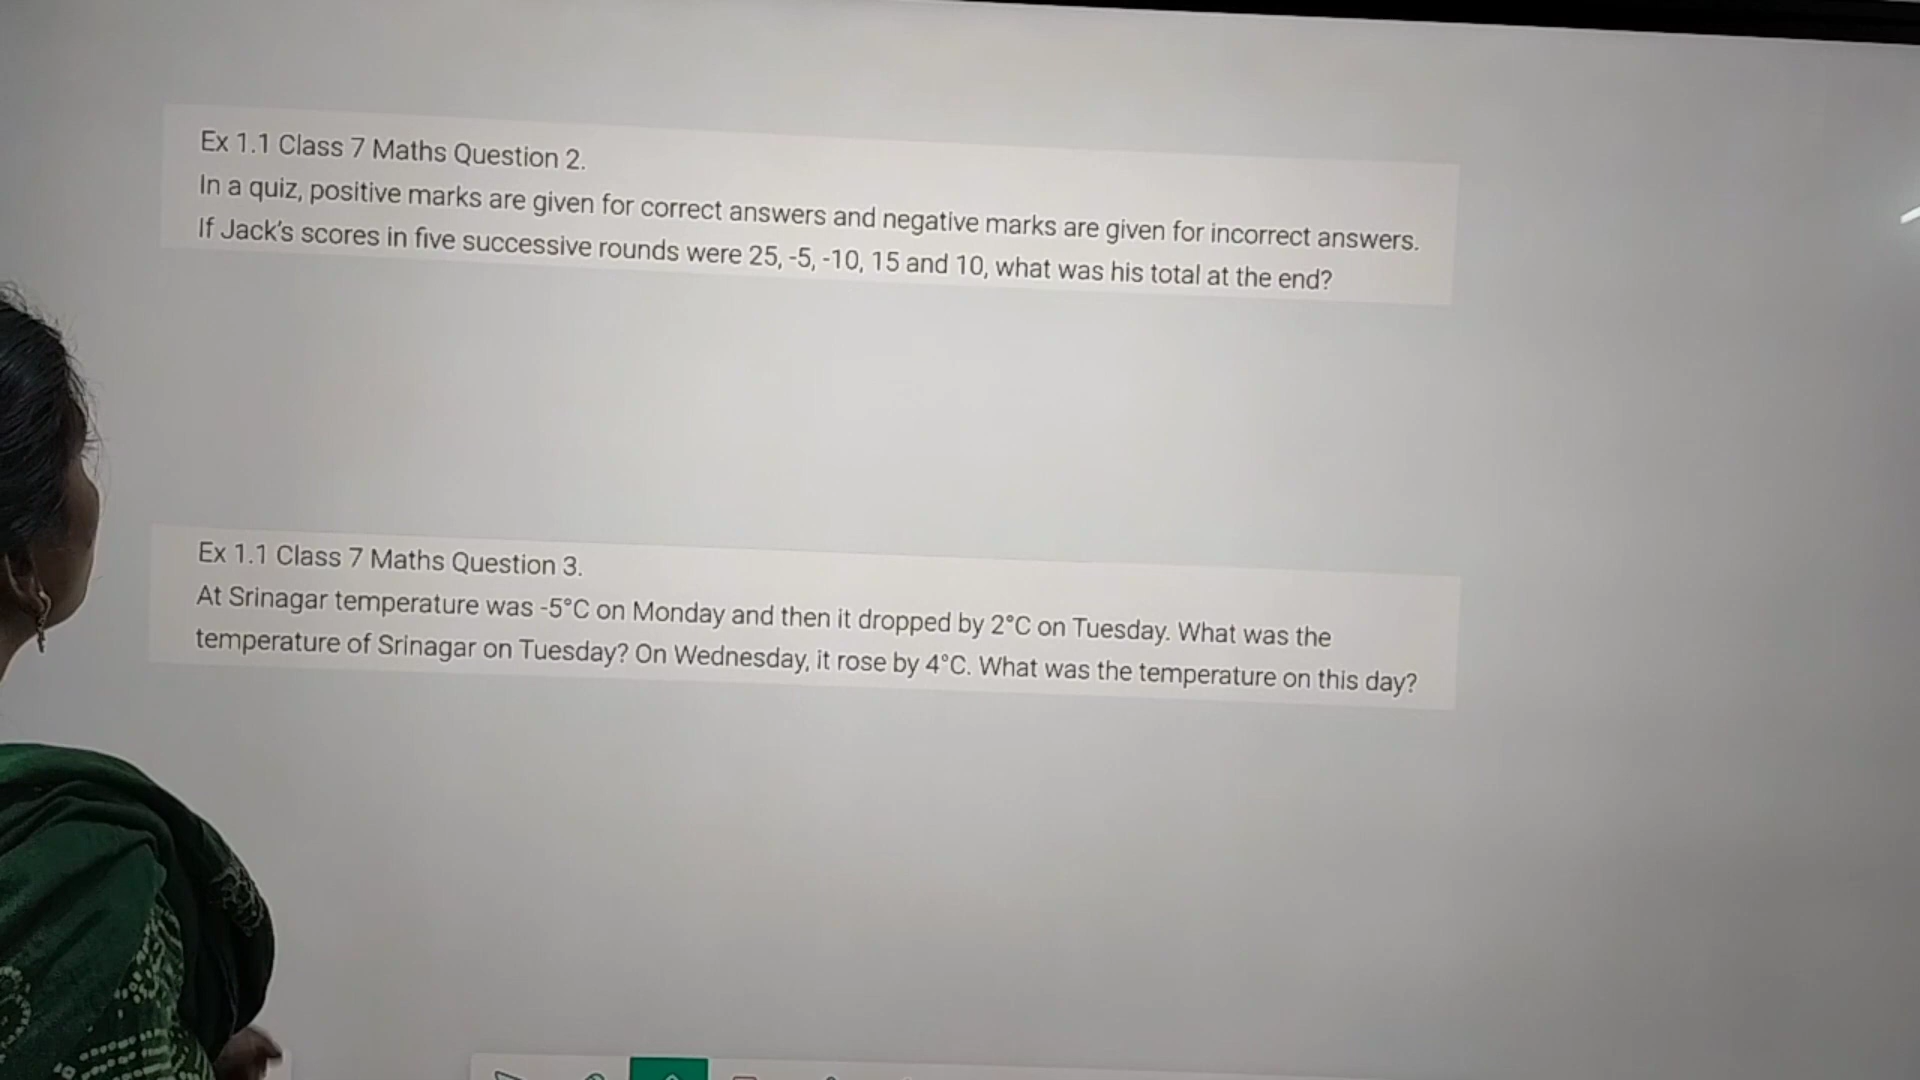 Ex 1.1 Class 7 Maths Question 2.
In a quiz, positive marks are given for correct answers and negative marks are given for incorrect answers.
If Jack’s scores in five successive rounds were 25, -5, -10, 15 and 10, what was his total at the end?
Ex 1.1 Class 7 Maths Question 3.
At Srinagar temperature was -5°C on Monday and then it dropped by 2°C on Tuesday. What was the
temperature of Srinagar on Tuesday? On Wednesday, it rose by 4°C. What was the temperature on this day?